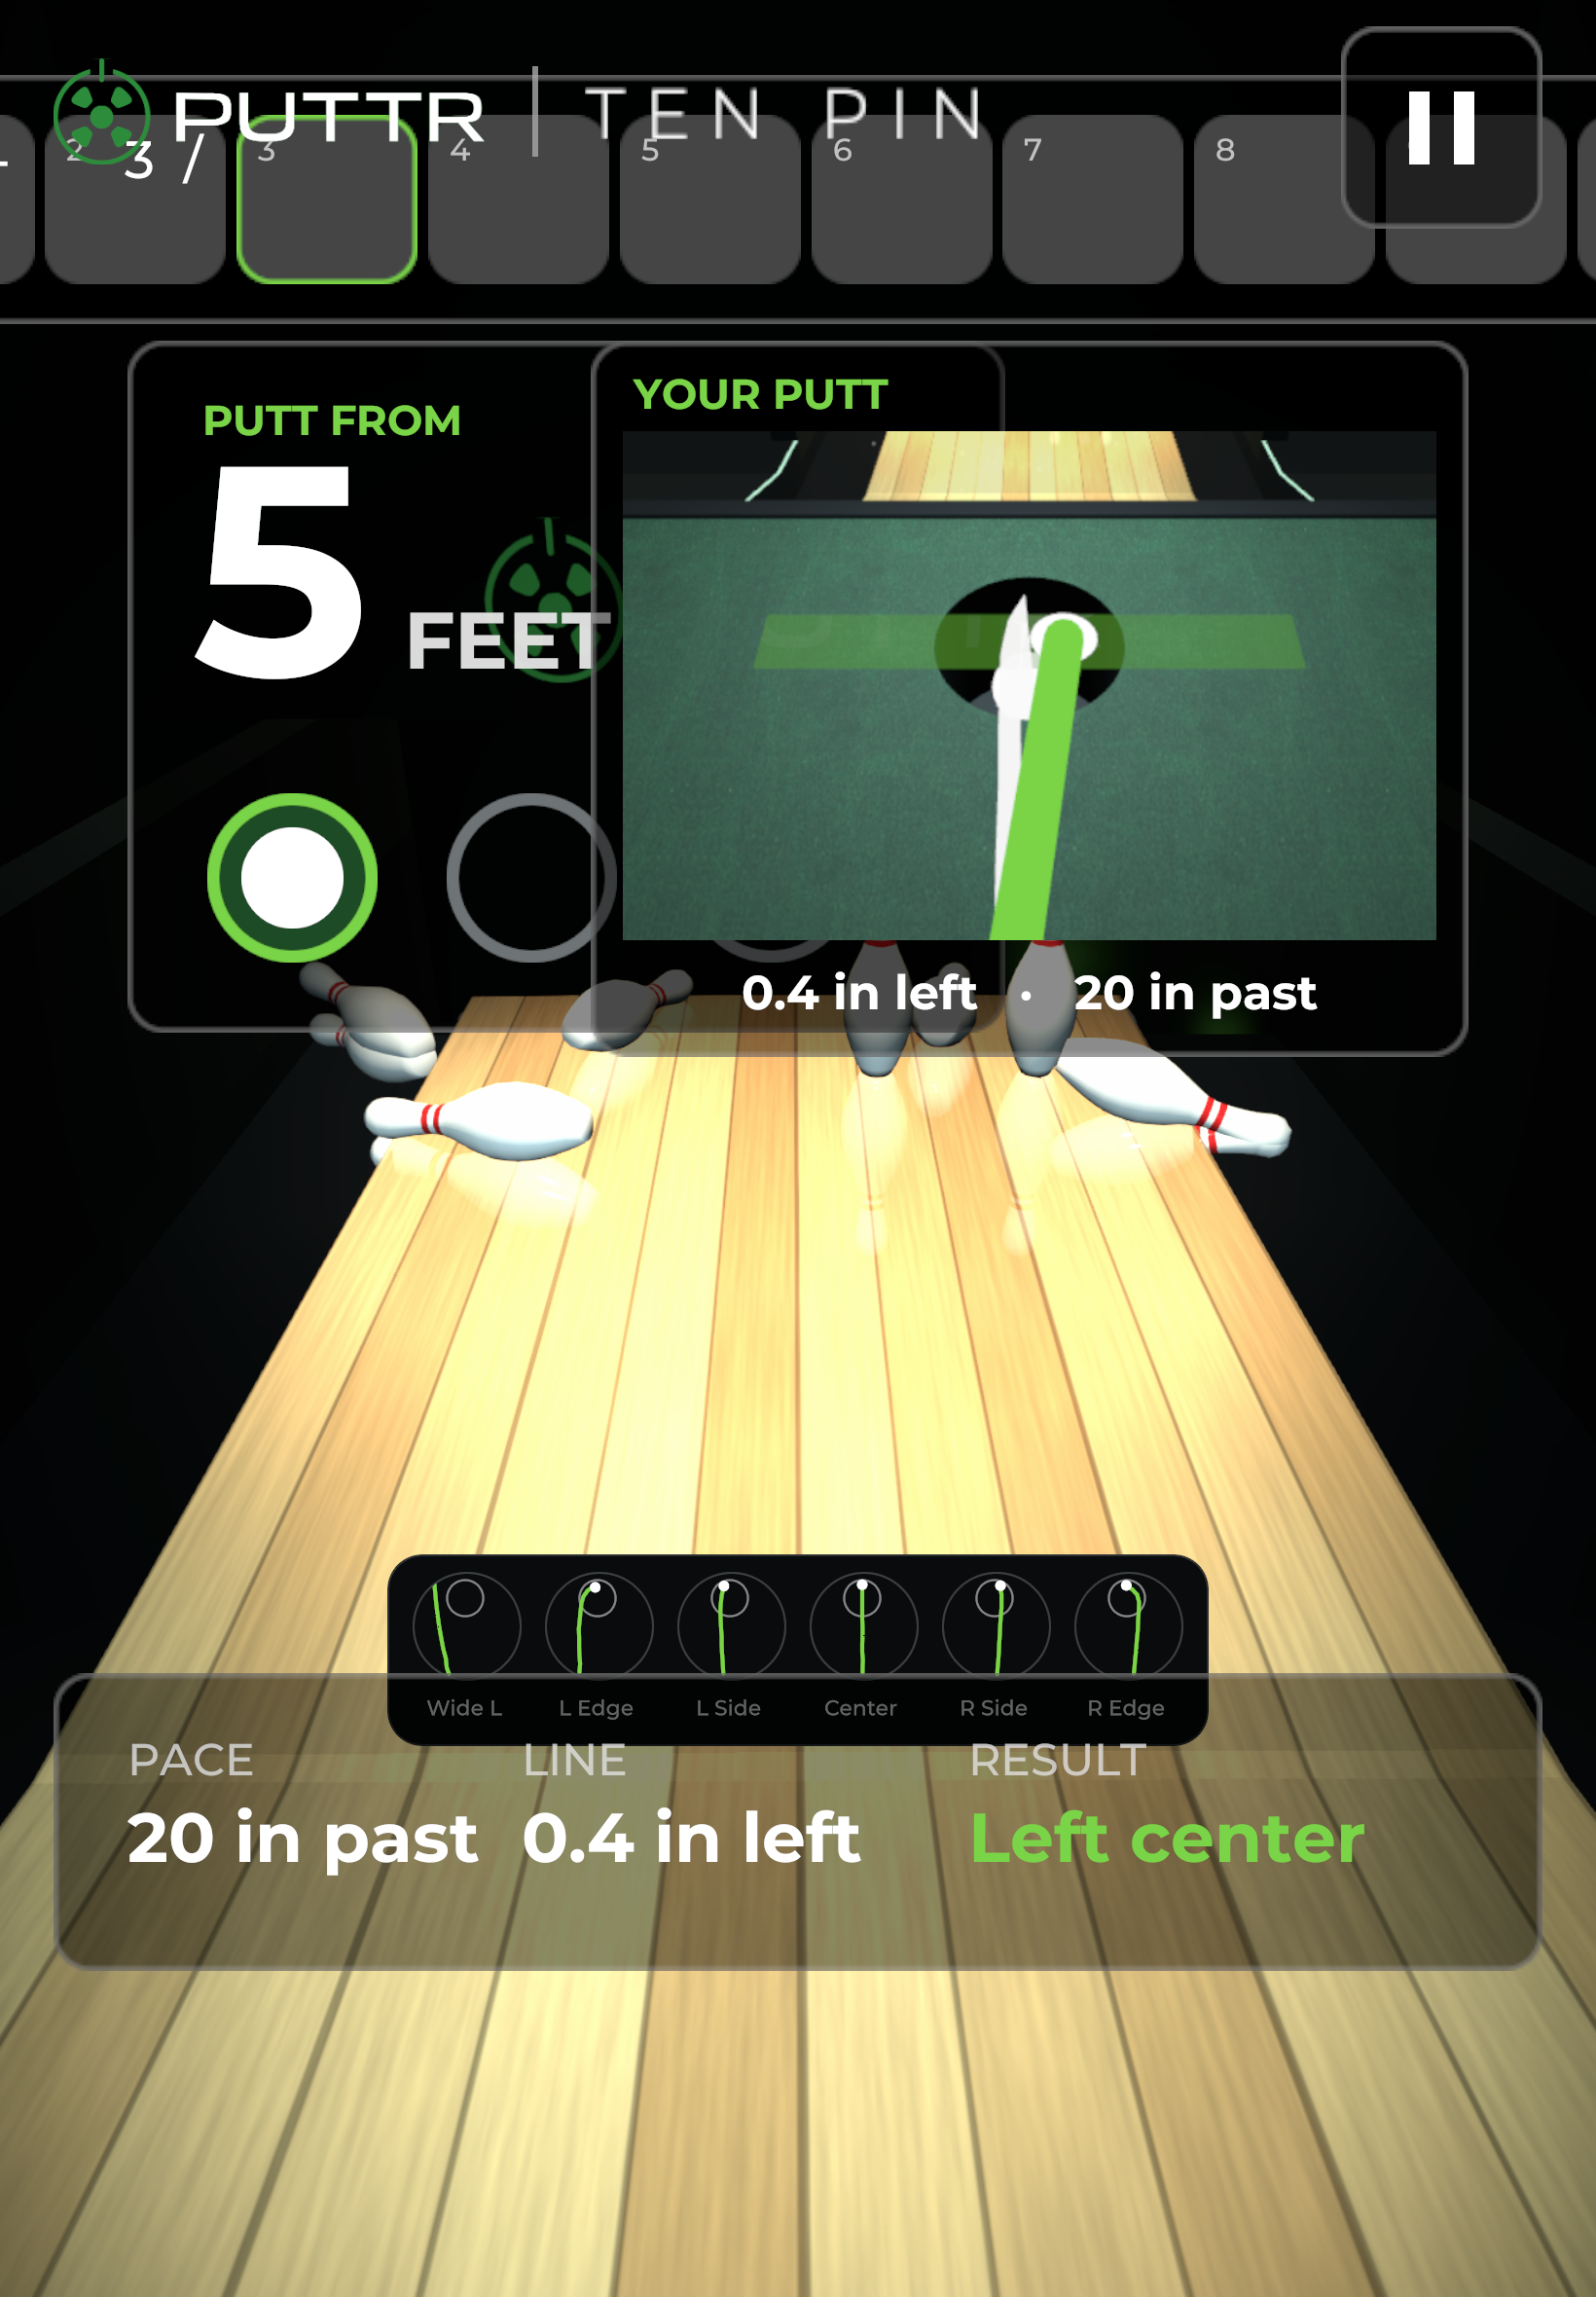 PUTTR | TEN PIN
2 3 4 5 6 7 8
3 /
PUTT FROM
5 FEET
YOUR PUTT
0.4 in left • 20 in past
Wide L L Edge L Side Center R Side R Edge
PACE LINE RESULT
20 in past 0.4 in left Left center